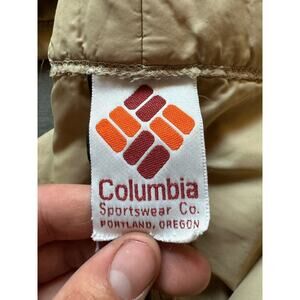 Columbia
Sportswear Co.
PORTLAND, OREGON